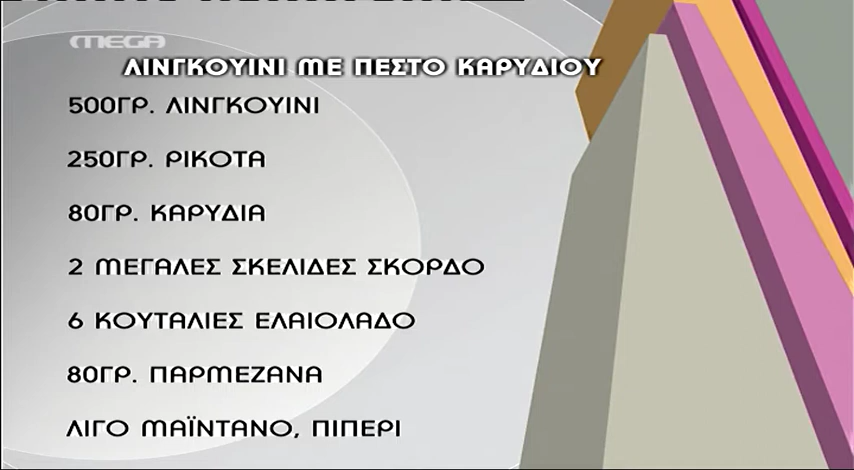 MEGA
ΛΙΝΓΚΟΥΙΝΙ ΜΕ ΠΕΣΤΟ ΚΑΡΥΔΙΟΥ
500ΓΡ. ΛΙΝΓΚΟΥΙΝΙ
250ΓΡ. ΡΙΚΟΤΑ
80ΓΡ. ΚΑΡΥΔΙΑ
2 ΜΕΓΑΛΕΣ ΣΚΕΛΙΔΕΣ ΣΚΟΡΔΟ
6 ΚΟΥΤΑΛΙΕΣ ΕΛΑΙΟΛΑΔΟ
80ΓΡ. ΠΑΡΜΕΖΑΝΑ
ΛΙΓΟ ΜΑΪΝΤΑΝΟ, ΠΙΠΕΡΙ